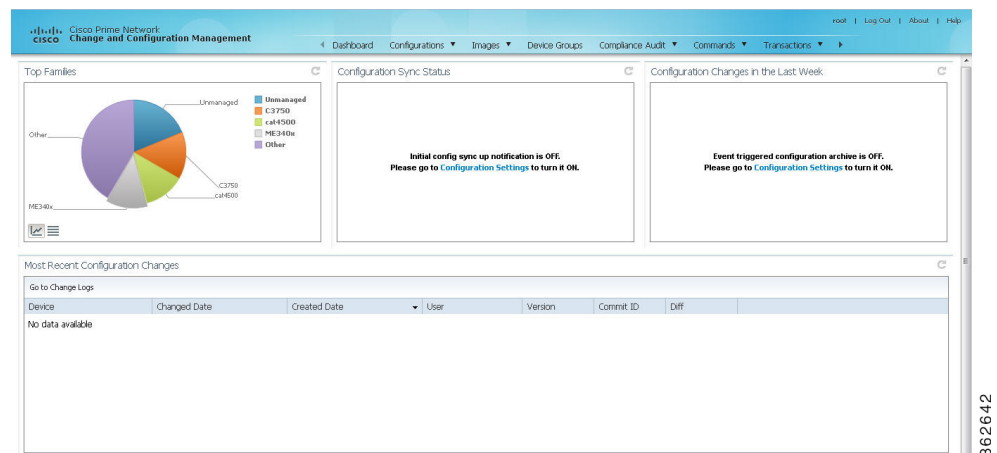 root | Log Out | About | Help
Cisco Prime Network
CISCO Change and Configuration Management
Dashboard Configurations Images Device Groups Compliance Audit Commands Transactions
Top Families
Configuration Sync Status
Configuration Changes in the Last Week
Unmanaged
Other
C3750
cat4500
ME340x
Unmanaged
C3750
cat4500
ME340x
Other
Initial config sync up notification is OFF.
Please go to Configuration Settings to turn it ON.
Event triggered configuration archive is OFF.
Please go to Configuration Settings to turn it ON.
Most Recent Configuration Changes
Go to Change Logs
Device Changed Date Created Date User Version Commit ID Diff
No data available
362642